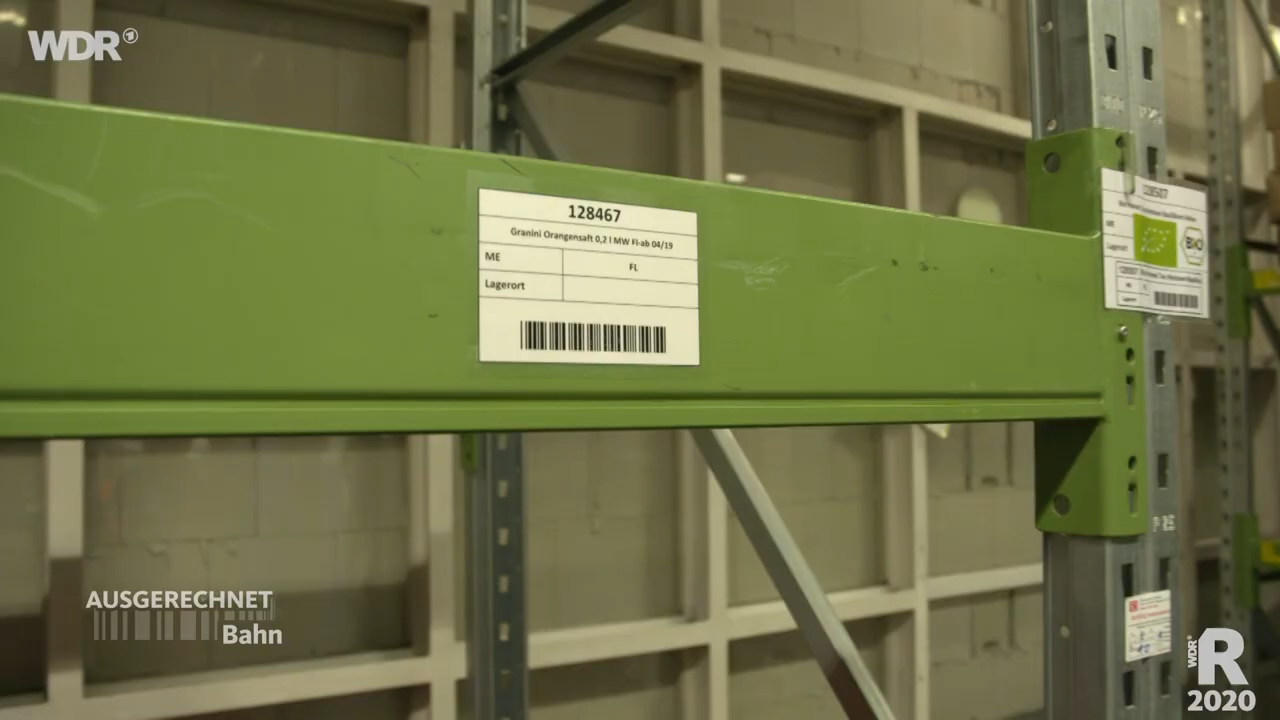 WDR
128467
Granini Orangensaft 0,2 l MW Fl-ab 04/19
ME
FL
Lagerort
ME
Lagerort
BIO
AUSGERECHNET
Bahn
WDR
R
2020